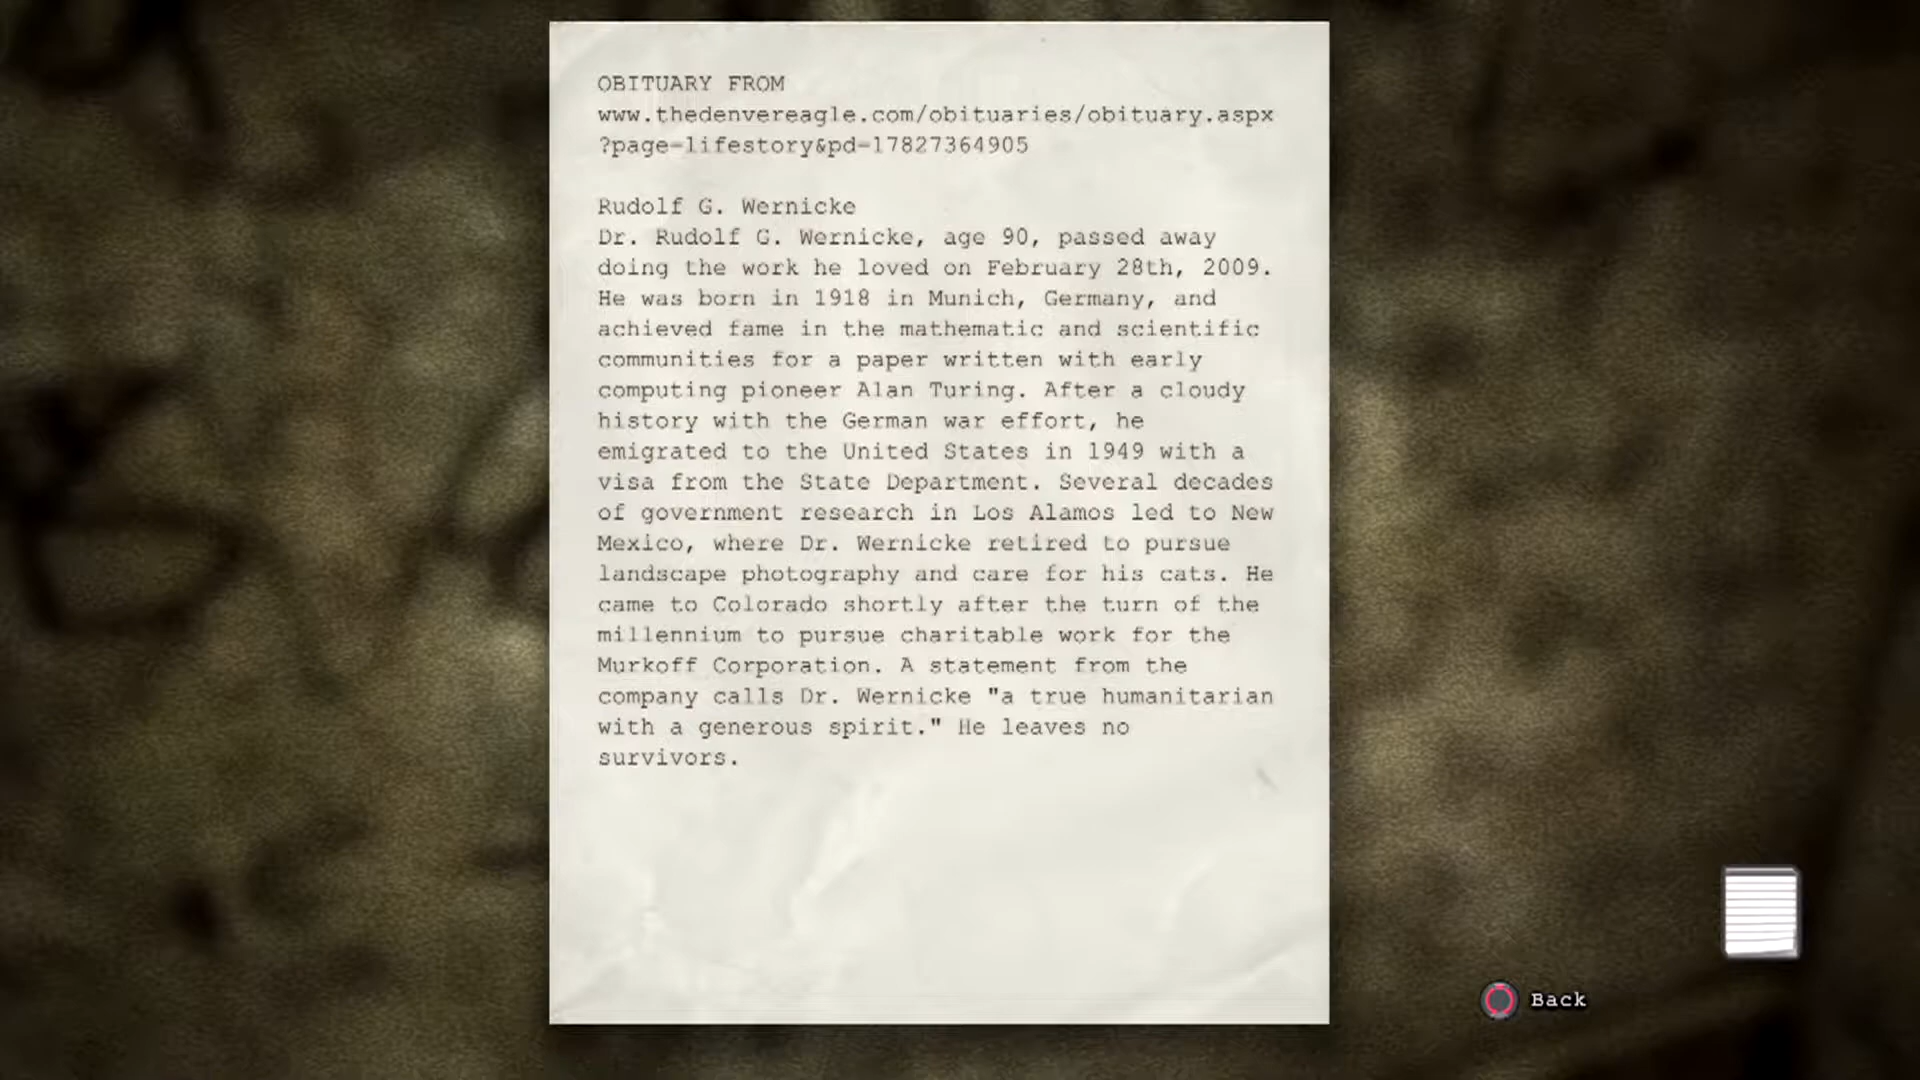 OBITUARY FROM
www.thedenvereagle.com/obituaries/obituary.aspx
?page=lifestory&pd=17827364905
Rudolf G. Wernicke
Dr. Rudolf G. Wernicke, age 90, passed away
doing the work he loved on February 28th, 2009.
He was born in 1918 in Munich, Germany, and
achieved fame in the mathematic and scientific
communities for a paper written with early
computing pioneer Alan Turing. After a cloudy
history with the German war effort, he
emigrated to the United States in 1949 with a
visa from the State Department. Several decades
of government research in Los Alamos led to New
Mexico, where Dr. Wernicke retired to pursue
landscape photography and care for his cats. He
came to Colorado shortly after the turn of the
millennium to pursue charitable work for the
Murkoff Corporation. A statement from the
company calls Dr. Wernicke "a true humanitarian
with a generous spirit." He leaves no
survivors.
Back